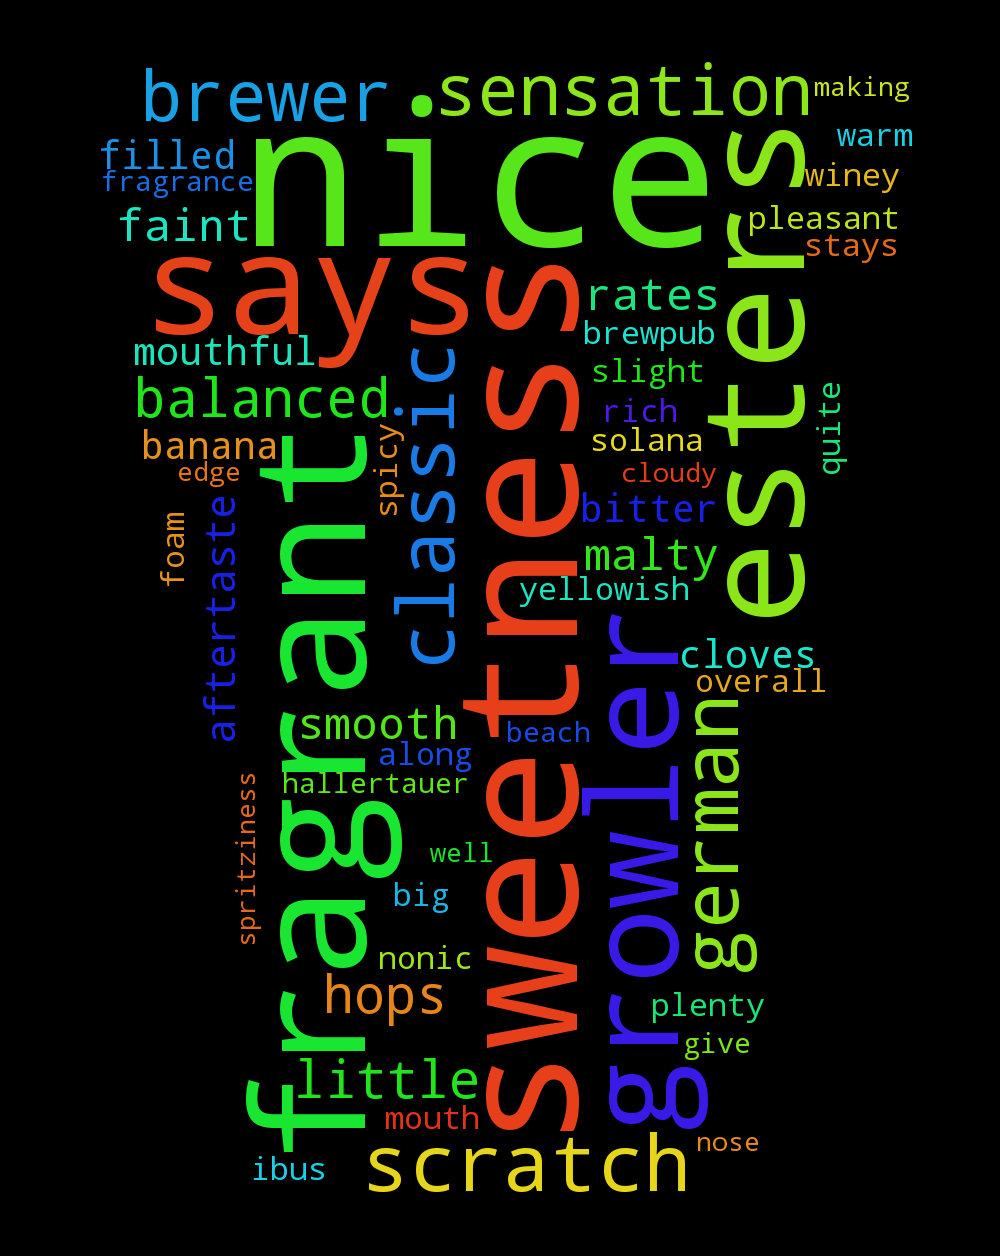 brewer
sensation
making
nice
esters
warm
filled
fragrance
winey
faint
pleasant
stays
says
sweetness
rates
brewpub
mouthful
classic
slight
balanced
rich
quite
solana
banana
spicy
edge
cloudy
fragrant
aftertaste
bitter
foam
malty
yellowish
growler
cloves
overall
german
smooth
beach
along
hallertauer
spritziness
well
big
nonic
hops
plenty
give
little
mouth
scratch
nose
ibus